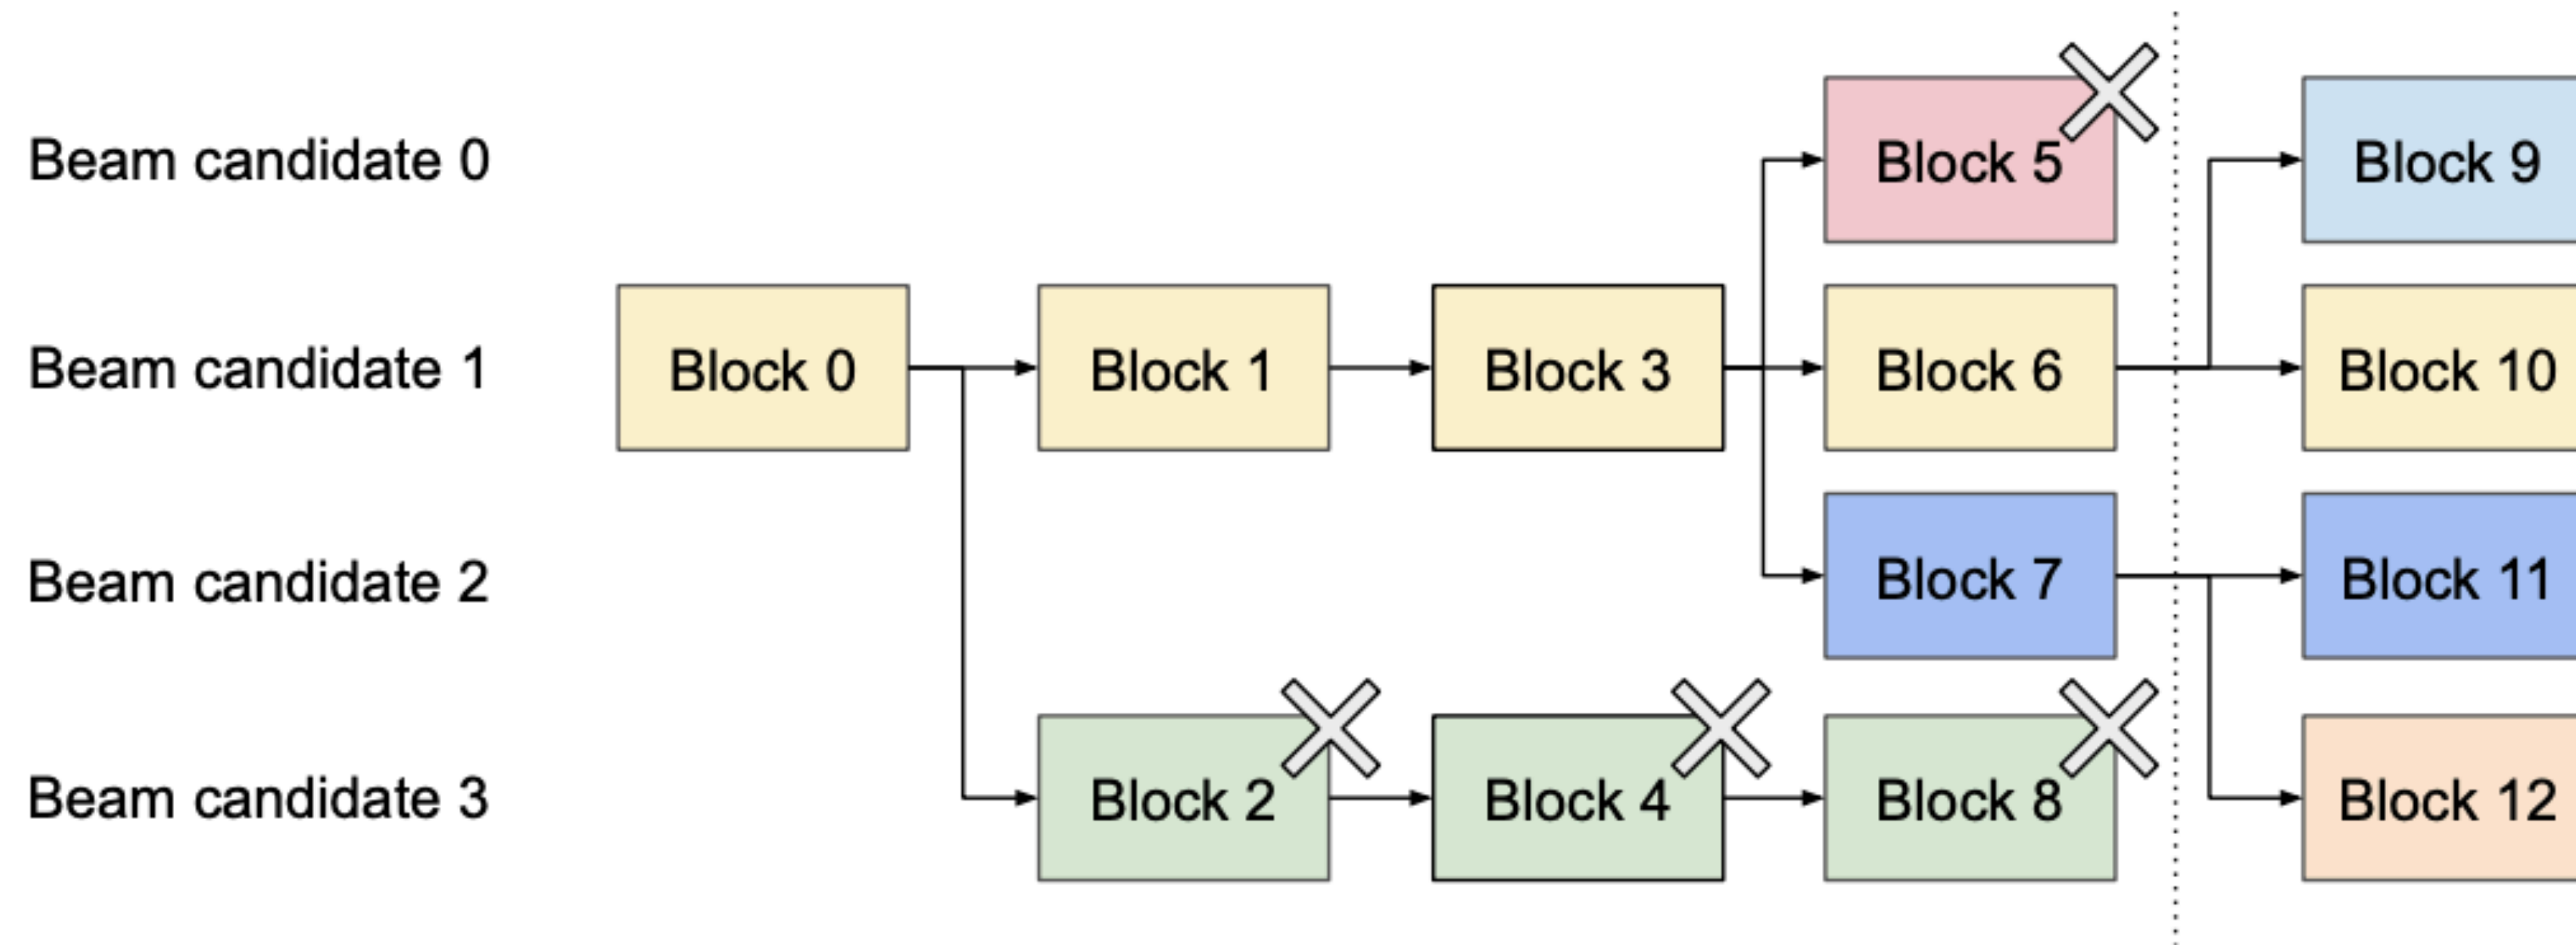 Beam candidate 0
Block 5
Block 9
Beam candidate 1
Block 0
Block 1
Block 3
Block 6
Block 10
Beam candidate 2
Block 7
Block 11
Beam candidate 3
Block 2
Block 4
Block 8
Block 12